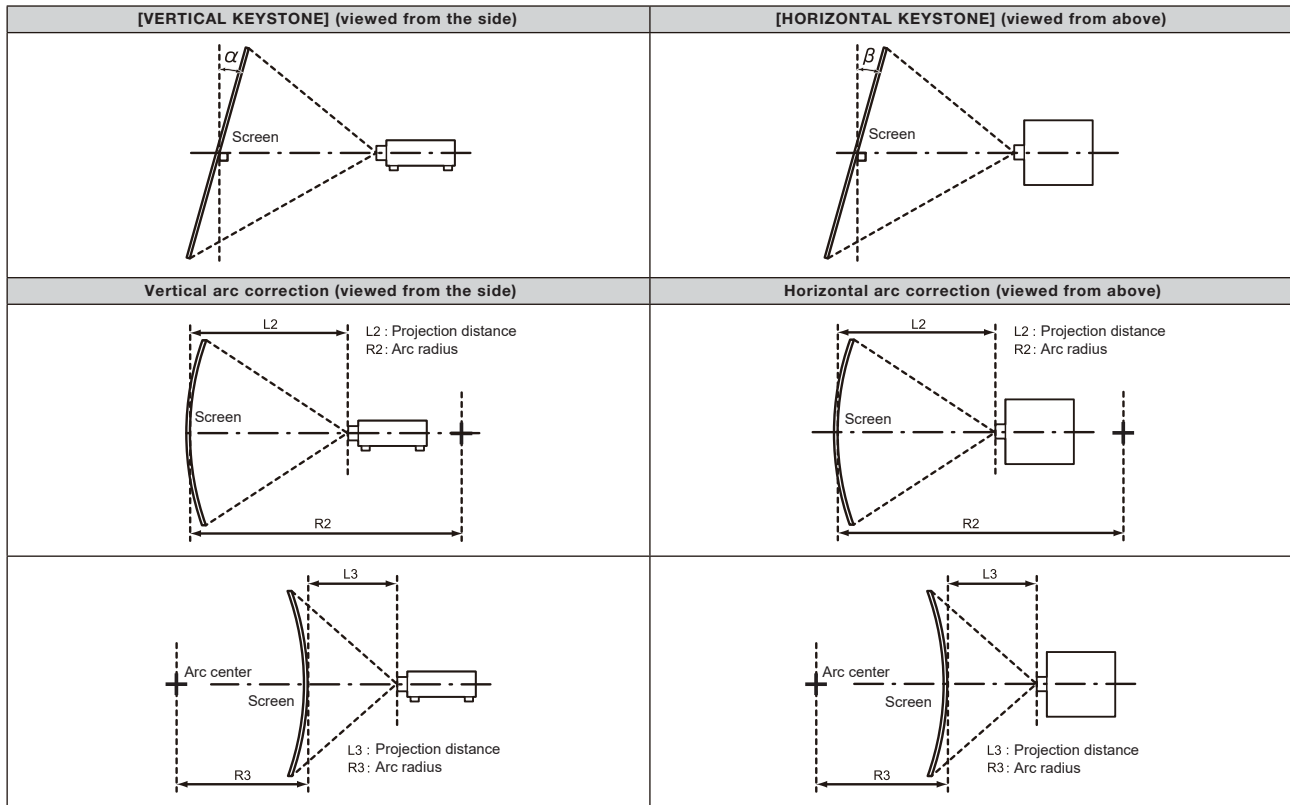 [VERTICAL KEYSTONE] (viewed from the side)
[HORIZONTAL KEYSTONE] (viewed from above)
α
Screen
β
Screen
Vertical arc correction (viewed from the side)
Horizontal arc correction (viewed from above)
L2
L2 : Projection distance
R2 : Arc radius
Screen
R2
L2
L2 : Projection distance
R2 : Arc radius
Screen
R2
L3
Arc center
Screen
L3 : Projection distance
R3 : Arc radius
R3
L3
Arc center
Screen
L3 : Projection distance
R3 : Arc radius
R3